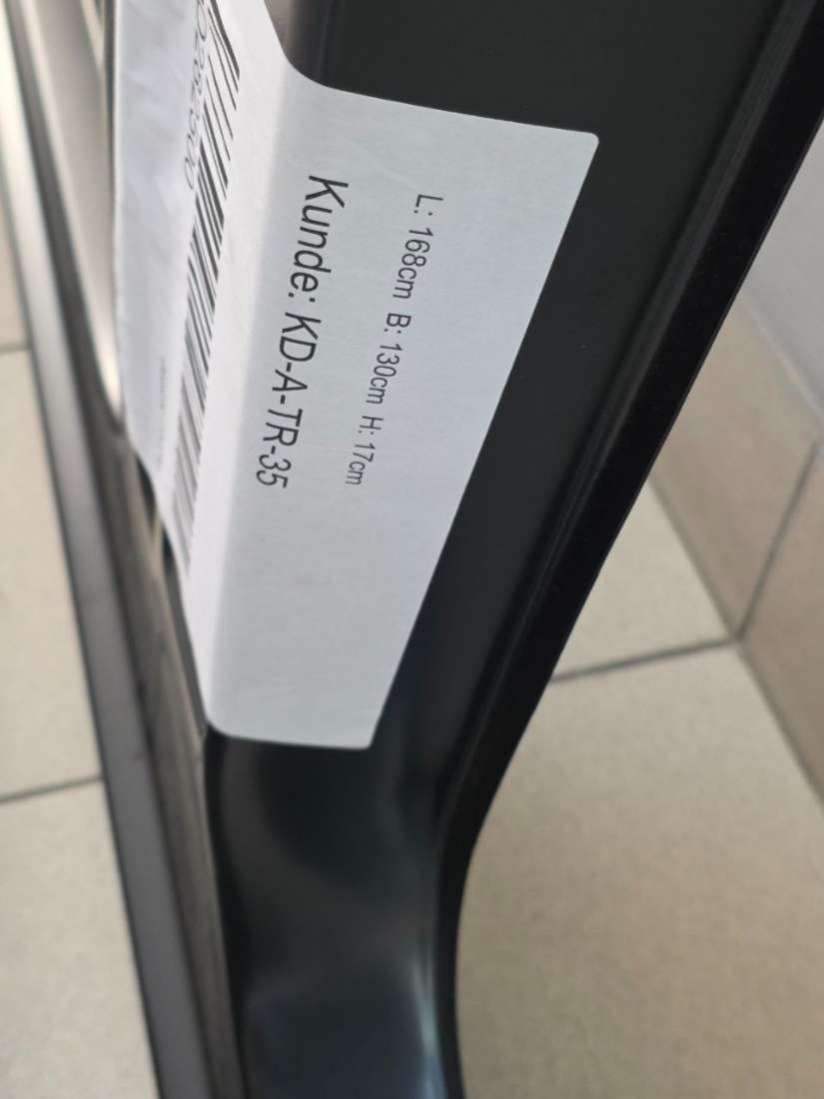 Kunde: KD-A-TR-35
L: 168cm B: 130cm H: 17cm